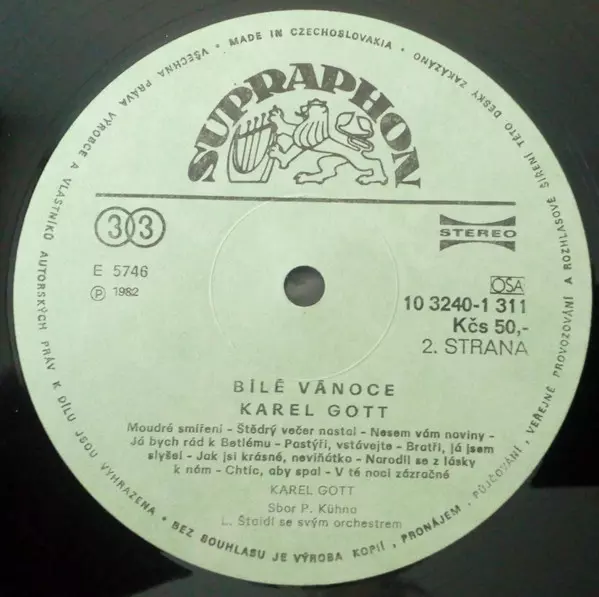 • VŠECHNA PRÁVA VÝROBCE A VLASTNÍKŮ AUTORSKÝCH PRÁV K DÍLU JSOU VYHRAZENA • BEZ SOUHLASU JE VÝROBA KOPIÍ, PRONÁJEM, PŮJČOVÁNÍ, VEŘEJNÉ PROVOZOVÁNÍ A ROZHLASOVÉ ŠÍŘENÍ TÉTO DESKY ZAKÁZÁNO • MADE IN CZECHOSLOVAKIA
SUPRAPHON
33
STEREO
E 5746
Ⓟ 1982
OSA
10 3240-1 311
Kčs 50,-
2. STRANA
BÍLÉ VÁNOCE
KAREL GOTT
Moudré smíření - Štědrý večer nastal - Nesem vám noviny -
Já bych rád k Betlému - Pastýři, vstávejte - Bratři, já jsem
slyšel - Jak jsi krásné, neviňátko - Narodil se z lásky
k nám - Chtíc, aby spal - V té noci zázračné
KAREL GOTT
Sbor P. Kühna
L. Štaidl se svým orchestrem